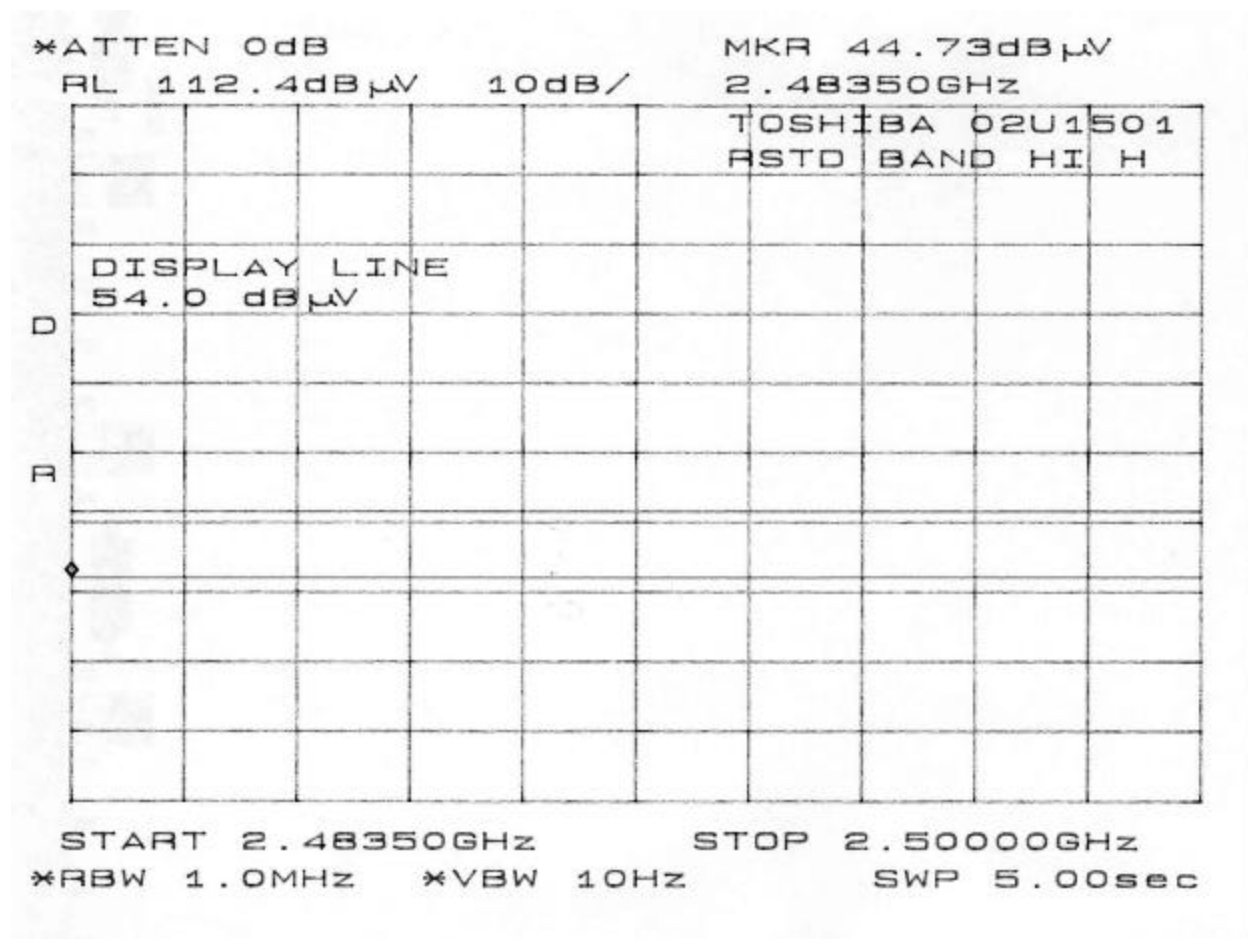 *ATTEN 0dB
RL 112.4dBµV 10dB/
MKR 44.73dBµV
2.48350GHz
TOSHIBA 02U1501
RSTD BAND HI H
DISPLAY LINE
54.0 dBµV
D
R
START 2.48350GHz
STOP 2.50000GHz
*RBW 1.0MHz *VBW 10Hz
SWP 5.00sec